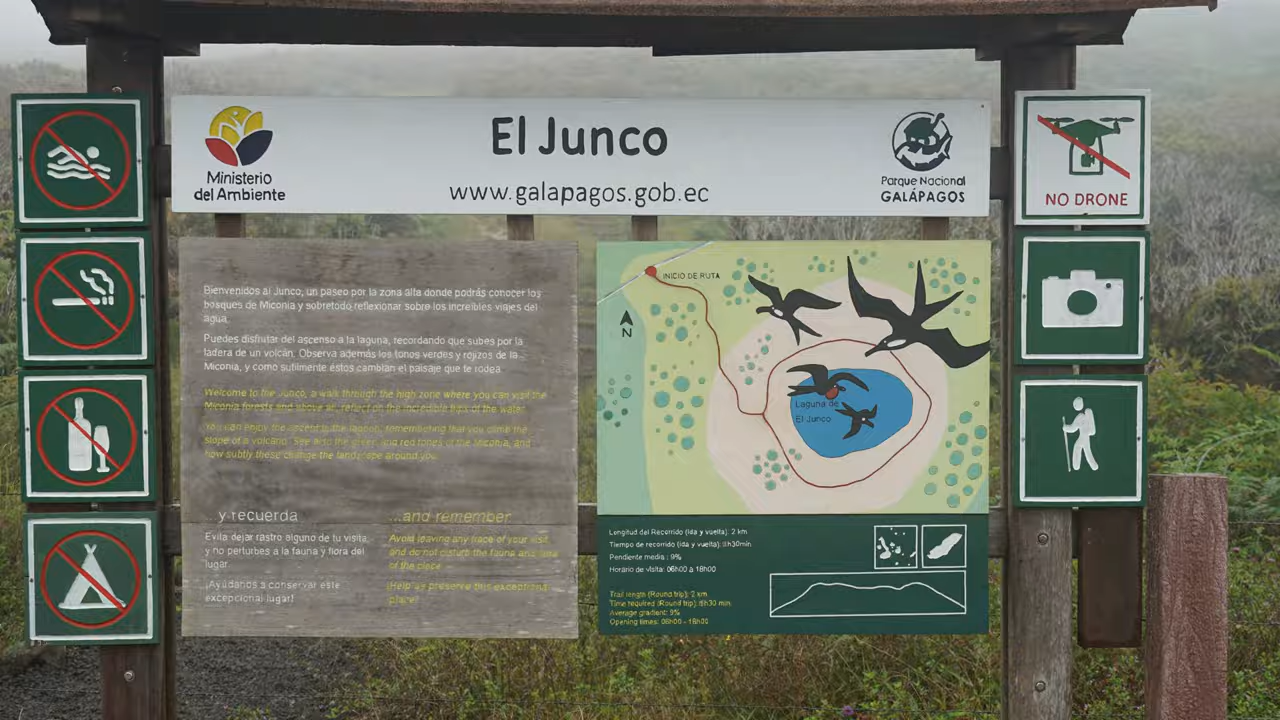 El Junco
www.galapagos.gob.ec
Ministerio
del Ambiente
Parque Nacional
GALÁPAGOS
NO DRONE
Bienvenidos al Junco, un paseo por la zona alta donde podrás conocer los
bosques de Miconia y sobretodo reflexionar sobre los increíbles viajes del
agua.
Puedes disfrutar del ascenso a la laguna, recordando que subes por la
ladera de un volcán. Observa además los tonos verdes y rojizos de la
Miconia, y como sutilmente éstos cambian el paisaje que te rodea.
Welcome to the Junco, a walk through the high zone where you can visit the
Miconia forests and above all, reflect on the incredible trips of the water.
You can enjoy the ascent to the lagoon, remembering that you climb the
slope of a volcano. See also the green and red tones of the Miconia, and
how subtly these change the landscape around you.
...y recuerda
Evita dejar rastro alguno de tu visita,
y no perturbes a la fauna y flora del
lugar.
¡Ayúdanos a conservar este
excepcional lugar!
...and remember
Avoid leaving any trace of your visit,
and do not disturb the fauna and flora
of the place.
¡Help us preserve this exceptional
place!
INICIO DE RUTA
N
Laguna de
El Junco
Longitud del Recorrido (ida y vuelta): 2 km
Tiempo de recorrido (ida y vuelta): 1h30min.
Pendiente media: 9%
Horario de visita: 06h00 a 18h00
Trail length (Round trip): 2 km
Time required (Round trip): 1h30 min.
Average gradient: 9%
Opening times: 06h00 - 18h00